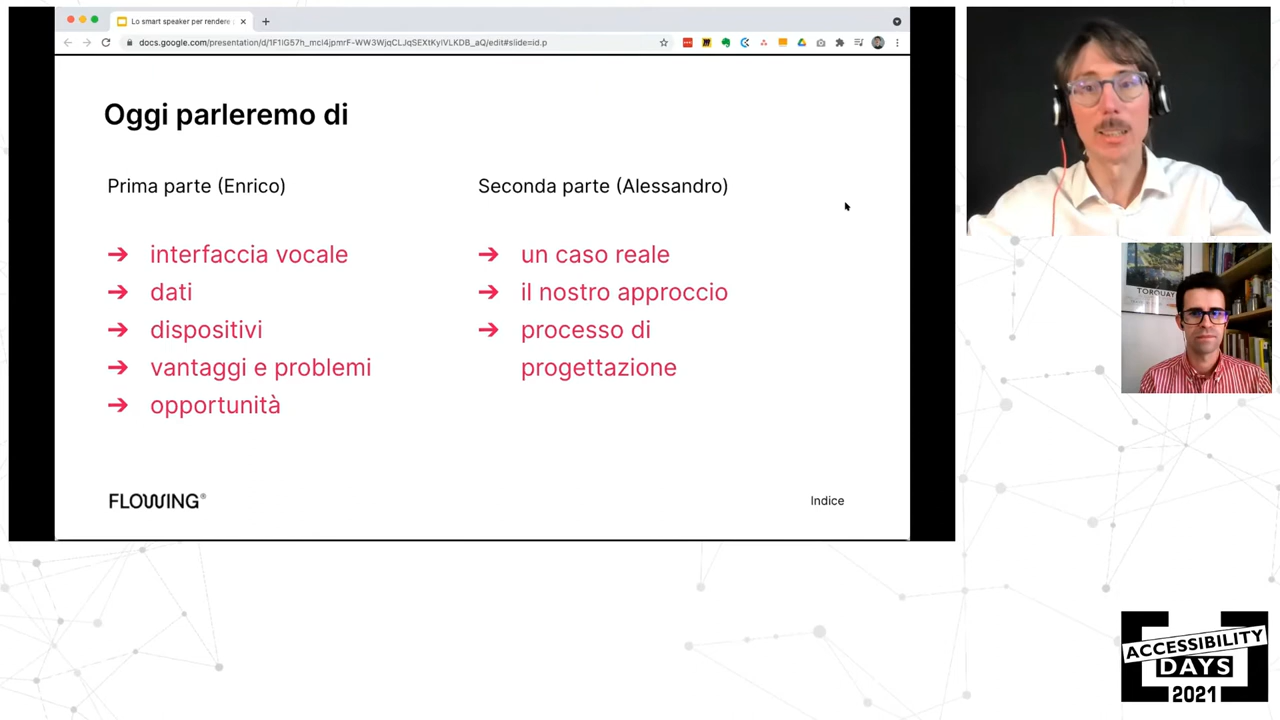 Lo smart speaker per rendere
docs.google.com/presentation/d/1F1IG57h_mcl4jpmrF-WW3WjqCLJqSEXtKyIVLKDB_aQ/edit#slide=id.p
Oggi parleremo di
Prima parte (Enrico)
➔ interfaccia vocale
➔ dati
➔ dispositivi
➔ vantaggi e problemi
➔ opportunità
Seconda parte (Alessandro)
➔ un caso reale
➔ il nostro approccio
➔ processo di
progettazione
FLOWING®
Indice
TORQUAY
ACCESSIBILITY
DAYS
2021